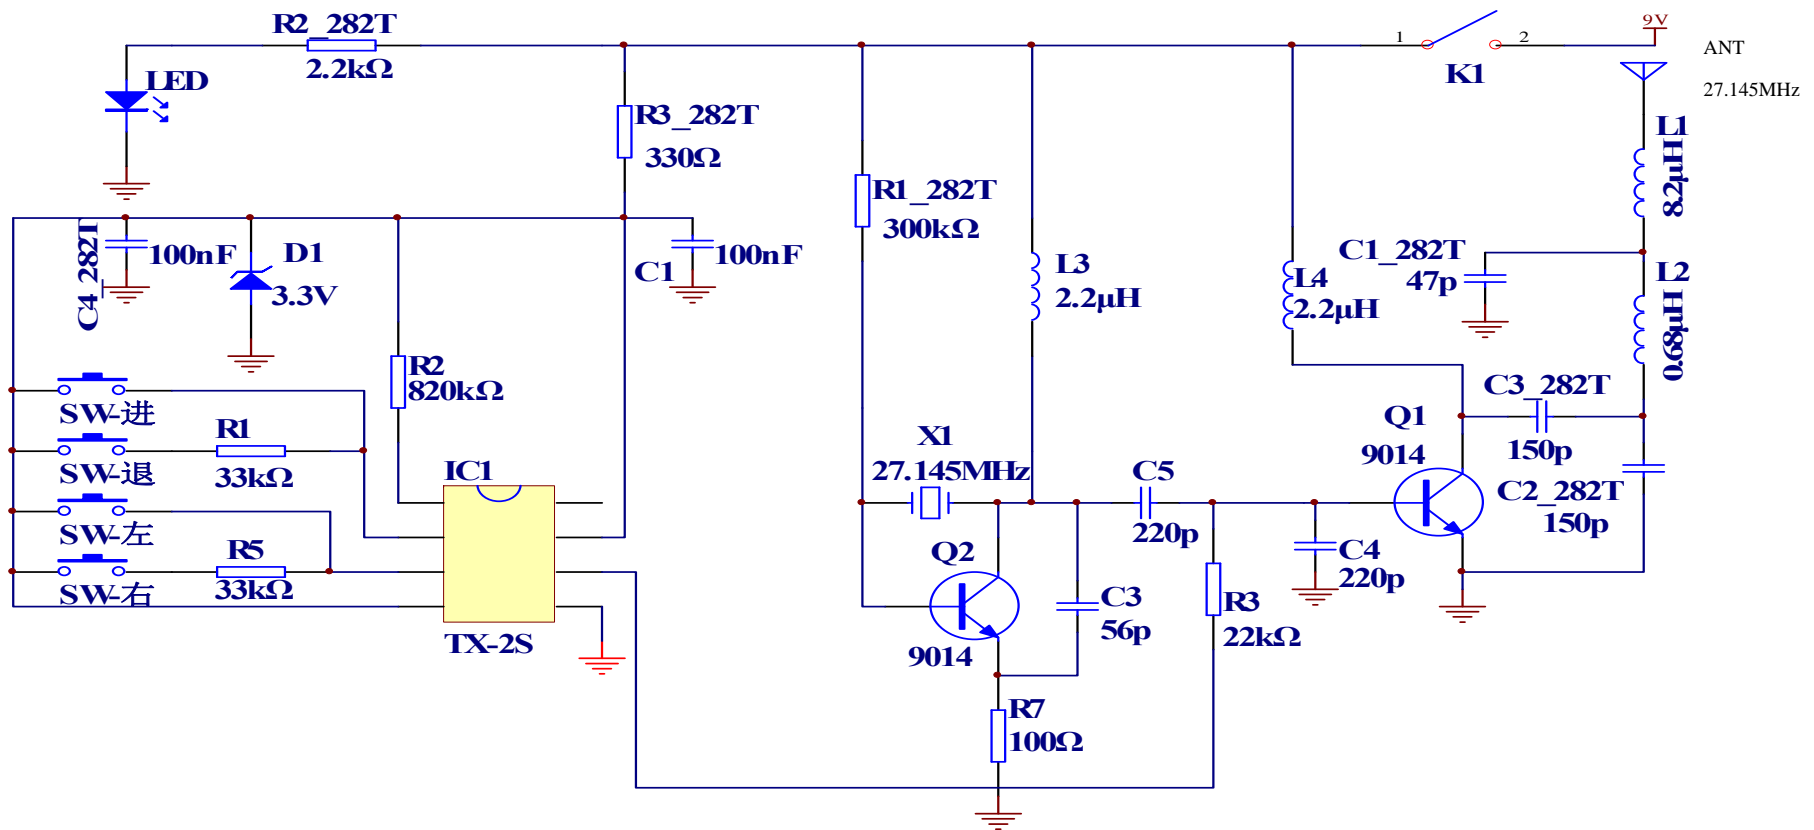 R2_282T
2.2kΩ
LED
R3_282T
330Ω
1
2
K1
9V
ANT
27.145MHz
L1
8.2μH
R1_282T
300kΩ
C4_282T
100nF
D1
3.3V
C1
100nF
L3
2.2μH
L4
2.2μH
C1_282T
47p
L2
0.68μH
R2
820kΩ
SW-进
R1
33kΩ
SW-退
SW-左
R5
33kΩ
SW-右
IC1
TX-2S
X1
27.145MHz
Q2
9014
C3
56p
C5
220p
R3
22kΩ
C4
220p
Q1
9014
C3_282T
150p
C2_282T
150p
R7
100Ω